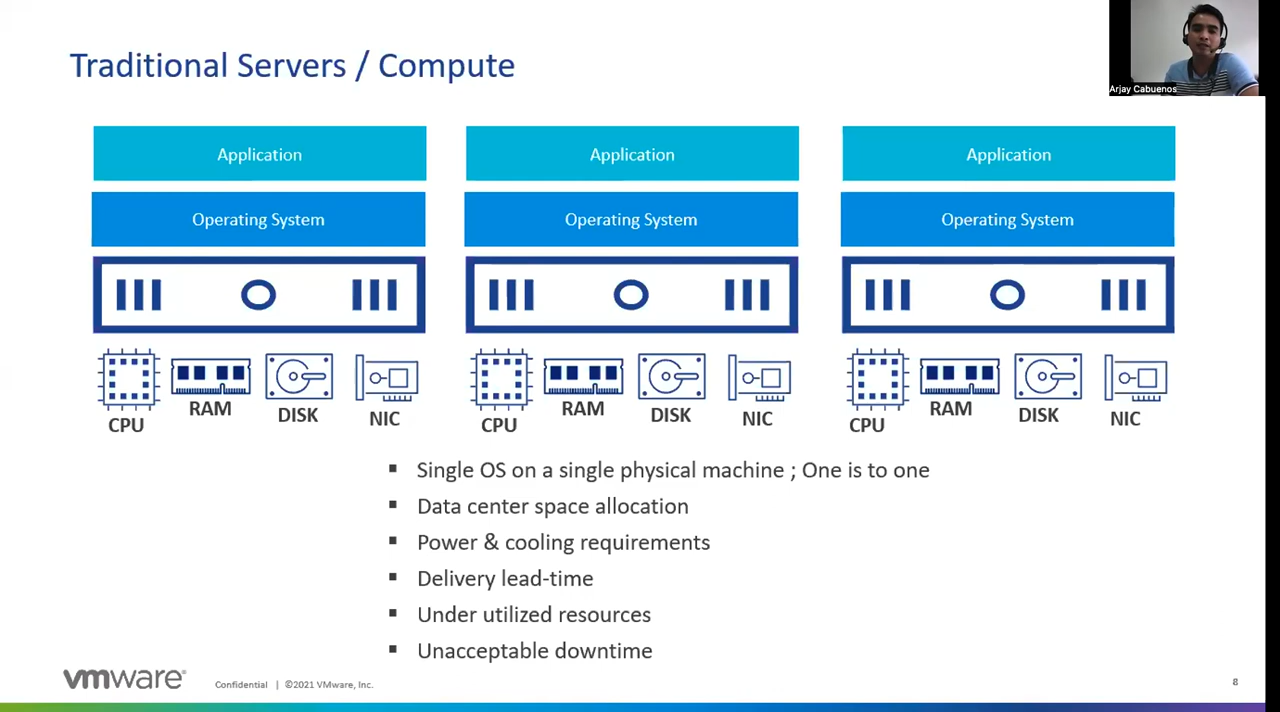 Traditional Servers / Compute
Arjay Cabuenos
Application Application Application
Operating System Operating System Operating System
CPU RAM DISK NIC CPU RAM DISK NIC CPU RAM DISK NIC
▪ Single OS on a single physical machine ; One is to one
▪ Data center space allocation
▪ Power & cooling requirements
▪ Delivery lead-time
▪ Under utilized resources
▪ Unacceptable downtime
vmware® Confidential | ©2021 VMware, Inc. 8